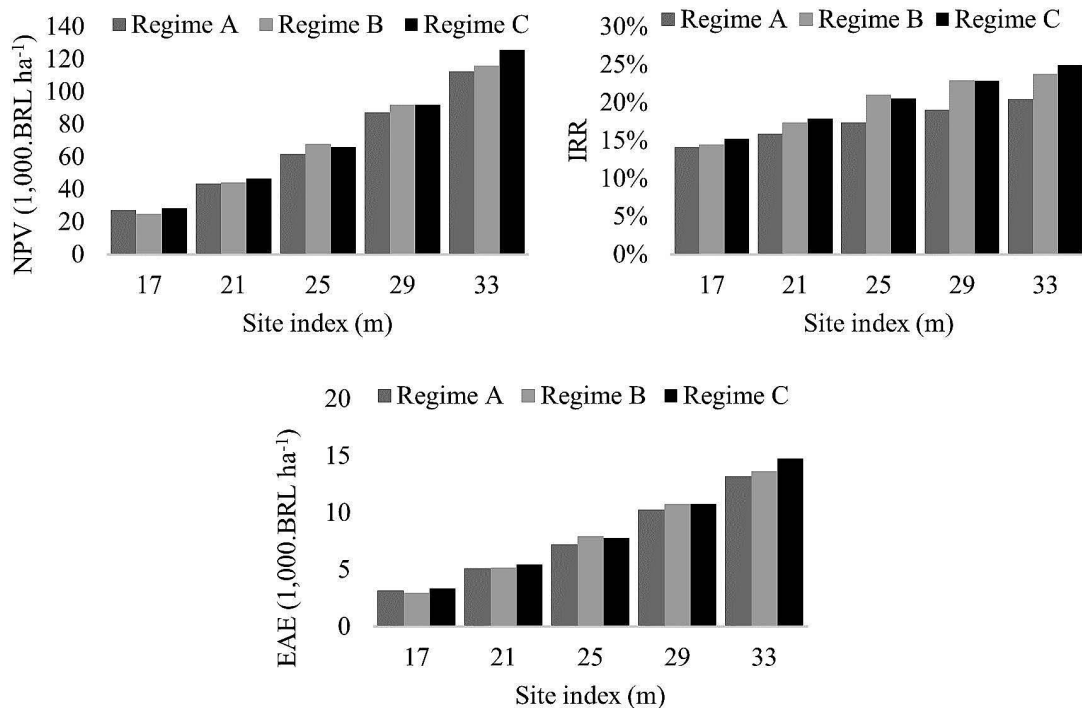 NPV (1,000.BRL ha-1)
140
120
100
80
60
40
20
0
Regime A Regime B Regime C
17 21 25 29 33
Site index (m)
IRR
30%
25%
20%
15%
10%
5%
0%
Regime A Regime B Regime C
17 21 25 29 33
Site index (m)
EAE (1,000.BRL ha-1)
20
15
10
5
0
Regime A Regime B Regime C
17 21 25 29 33
Site index (m)